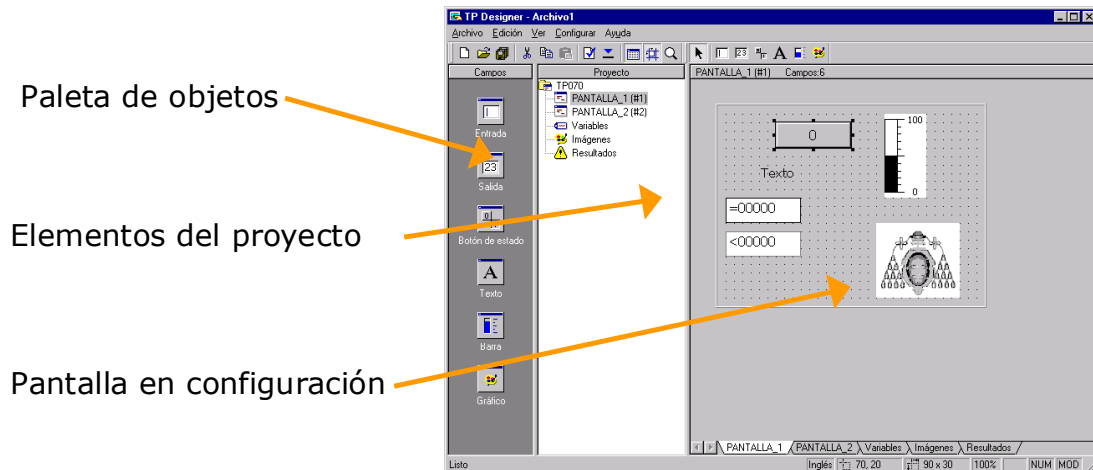 TP Designer - Archivo1
Archivo Edición Ver Configurar Ayuda
Campos
Proyecto
PANTALLA_1 (#1) Campos:6
Paleta de objetos
Elementos del proyecto
Pantalla en configuración
Entrada
23
Salida
Botón de estado
A
Texto
Barra
Gráfico
TP070
PANTALLA_1 (#1)
PANTALLA_2 (#2)
Variables
Imágenes
Resultados
0
100
0
Texto
=00000
<00000
PANTALLA_1 PANTALLA_2 Variables Imágenes Resultados
Listo
Inglés 70, 20 90 x 30 100% NUM MOD